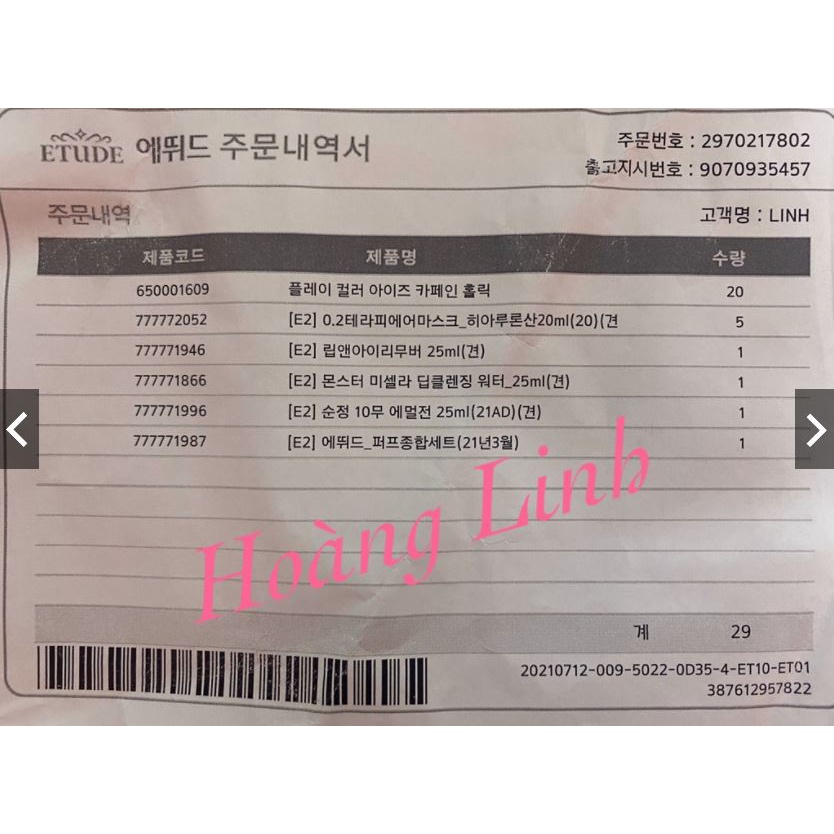 ETUDE 에뛰드 주문내역서
주문번호 : 2970217802
출고지시번호 : 9070935457
주문내역
고객명 : LINH
제품코드 제품명 수량
650001609 플레이 컬러 아이즈 카페인 홀릭 20
777772052 [E2] 0.2테라피에어마스크_히아루론산20ml(20)(견 5
777771946 [E2] 립앤아이리무버 25ml(견) 1
777771866 [E2] 몬스터 미셀라 딥클렌징 워터_25ml(견) 1
777771996 [E2] 순정 10무 에멀전 25ml(21AD)(견) 1
777771987 [E2] 에뛰드_퍼프종합세트(21년3월) 1
Hoàng Linh
계 29
20210712-009-5022-0D35-4-ET10-ET01
387612957822